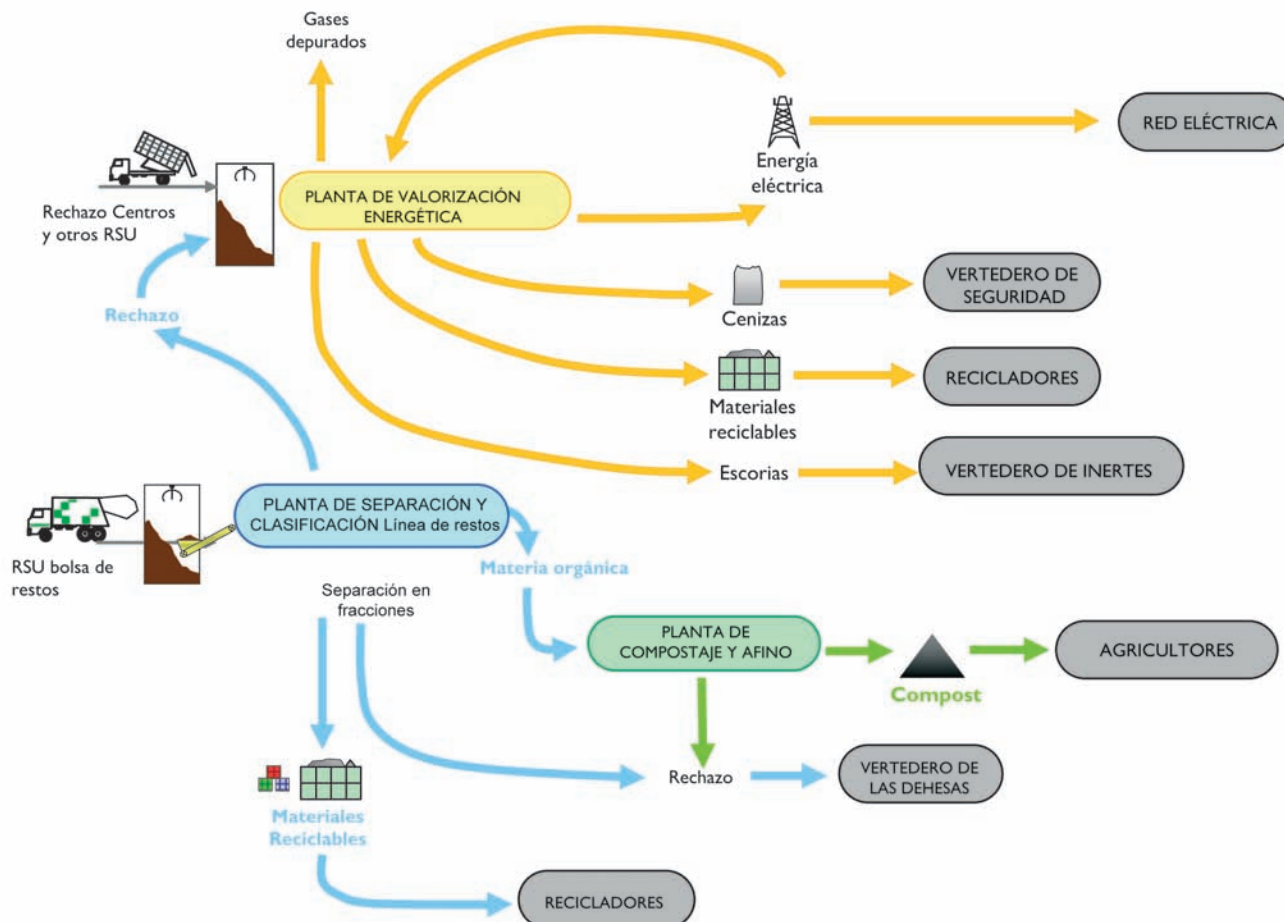 Gases
depurados
RED ELÉCTRICA
Energía
eléctrica
Rechazo Centros
y otros RSU
PLANTA DE VALORIZACIÓN
ENERGÉTICA
Rechazo
Cenizas
VERTEDERO DE
SEGURIDAD
Materiales
reciclables
RECICLADORES
Escorias
VERTEDERO DE INERTES
RSU bolsa de
restos
PLANTA DE SEPARACIÓN Y
CLASIFICACIÓN Línea de restos
Materia orgánica
Separación en
fracciones
PLANTA DE
COMPOSTAJE Y AFINO
Compost
AGRICULTORES
Rechazo
VERTEDERO DE
LAS DEHESAS
Materiales
Reciclables
RECICLADORES